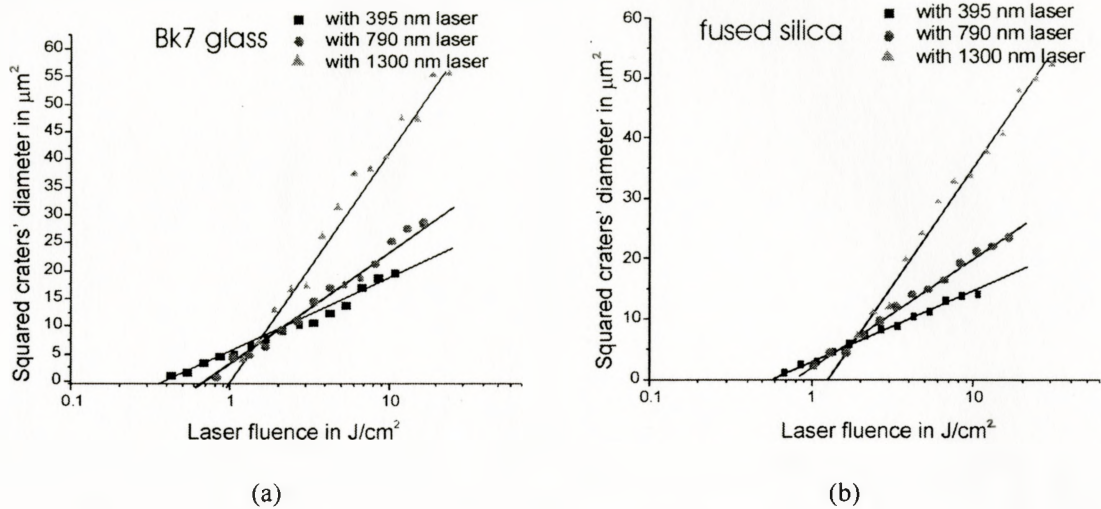 Bk7 glass
with 395 nm laser
with 790 nm laser
with 1300 nm laser
Squared craters' diameter in μm²
60
55
50
45
40
35
30
25
20
15
10
5
0
0.1
1
10
Laser fluence in J/cm²
(a)
fused silica
with 395 nm laser
with 790 nm laser
with 1300 nm laser
Squared craters' diameter in μm²
60
50
40
30
20
10
0
0.1
1
10
Laser fluence in J/cm²
(b)